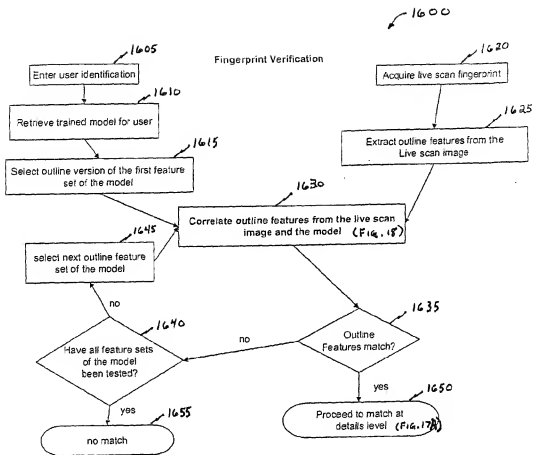 1600
1605
Enter user identification
Fingerprint Verification
1620
Acquire live scan fingerprint
1610
Retrieve trained model for user
1625
Extract outline features from the
Live scan image
1615
Select outline version of the first feature
set of the model
1630
Correlate outline features from the live scan
image and the model (FIG. 18)
1645
select next outline feature
set of the model
no
1640
Have all feature sets
of the model
been tested?
no
1635
Outline
Features match?
yes
1655
no match
yes
1650
Proceed to match at
details level